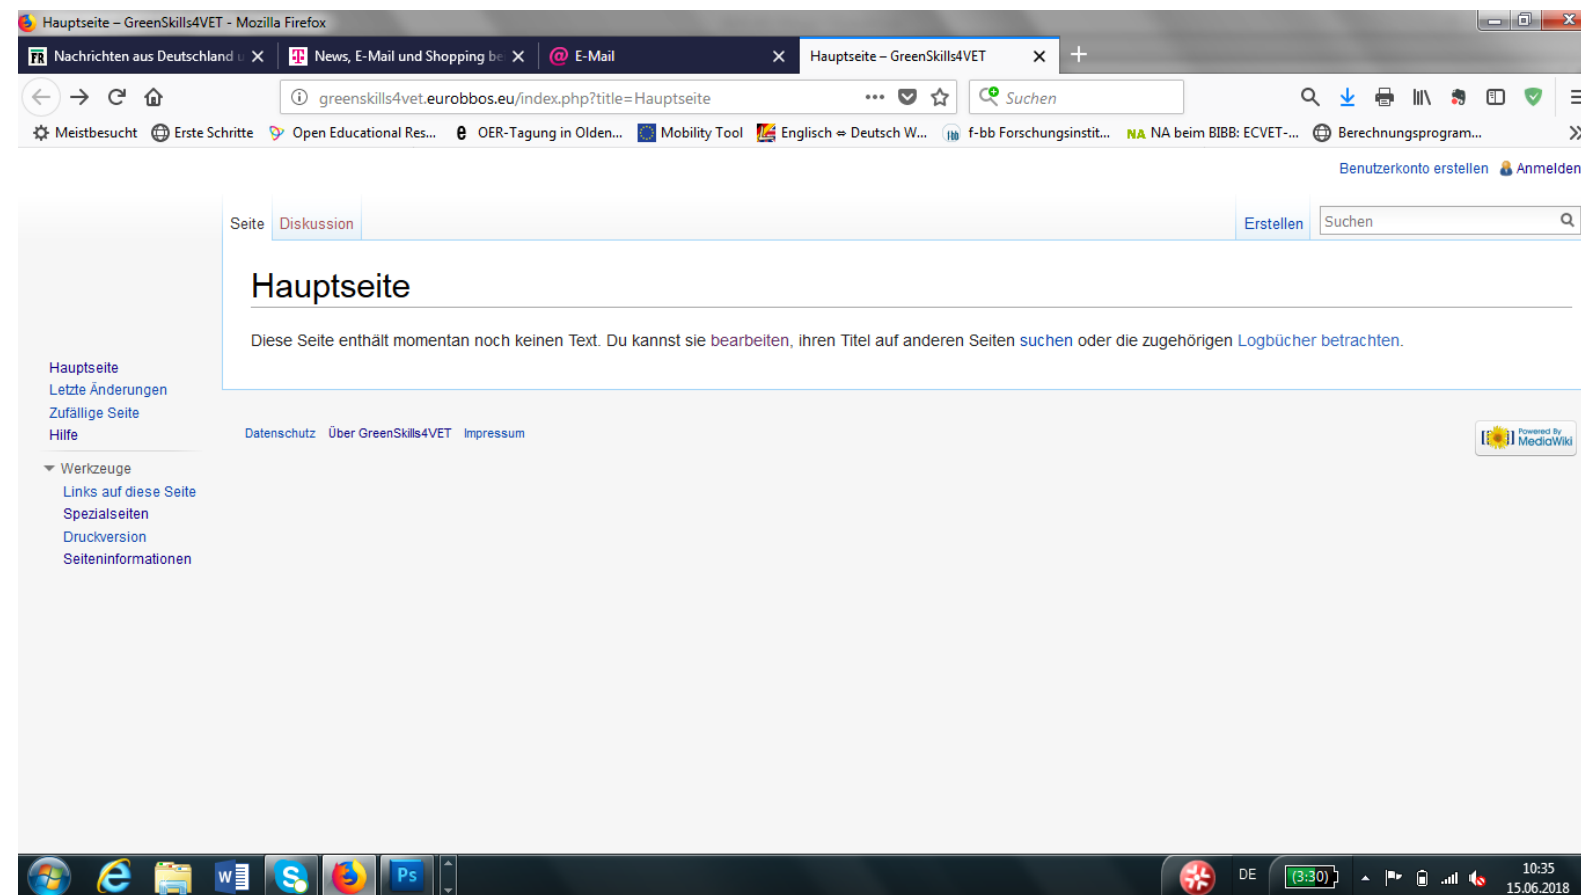 Hauptseite – GreenSkills4VET - Mozilla Firefox
FR Nachrichten aus Deutschland u
T News, E-Mail und Shopping be
@ E-Mail
Hauptseite – GreenSkills4VET
greenskills4vet.eurobbos.eu/index.php?title=Hauptseite
Suchen
Meistbesucht Erste Schritte Open Educational Res... OER-Tagung in Olden... Mobility Tool Englisch ⇔ Deutsch W... f-bb Forschungsinstit... NA NA beim BIBB: ECVET-... Berechnungsprogram...
Benutzerkonto erstellen Anmelden
Seite Diskussion Erstellen Suchen
Hauptseite
Diese Seite enthält momentan noch keinen Text. Du kannst sie bearbeiten, ihren Titel auf anderen Seiten suchen oder die zugehörigen Logbücher betrachten.
Hauptseite
Letzte Änderungen
Zufällige Seite
Hilfe
Werkzeuge
Links auf diese Seite
Spezialseiten
Druckversion
Seiteninformationen
Datenschutz Über GreenSkills4VET Impressum
Powered By
MediaWiki
W S Ps DE (3:30) 10:35
15.06.2018